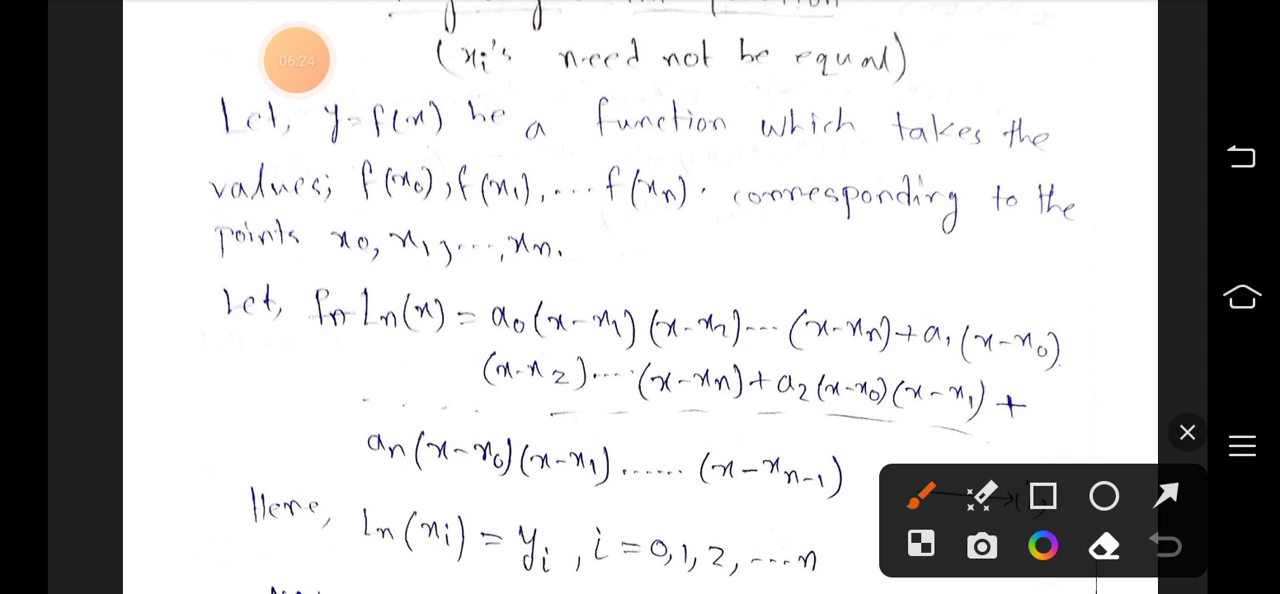 (xi's need not be equal)
06:24
Let, y=f(x) be a function which takes the
values; f(x0), f(x1), .... f(xn). corresponding to the
points x0, x1, ..., xn.
Let, Ln(x) = a0(x-x1)(x-x2)....(x-xn)+a1(x-x0)
(x-x2)....(x-xn)+a2(x-x0)(x-x1)+
an(x-x0)(x-x1)......(x-xn-1)
Here, Ln(xi) = yi, i=0,1,2,....n